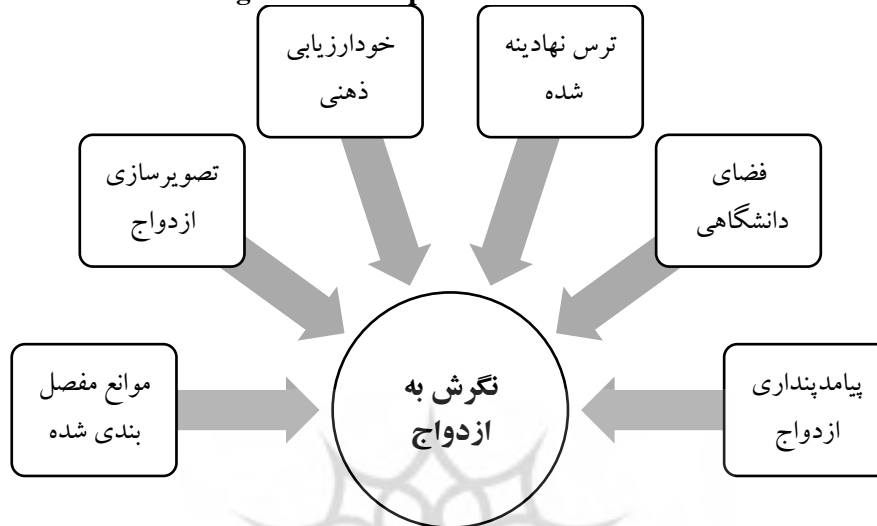 خودارزیابی
ذهنی
ترس نهادینه
شده
تصویرسازی
ازدواج
فضای
دانشگاهی
موانع مفصل
بندی شده
نگرش به
ازدواج
پیامدپنداری
ازدواج